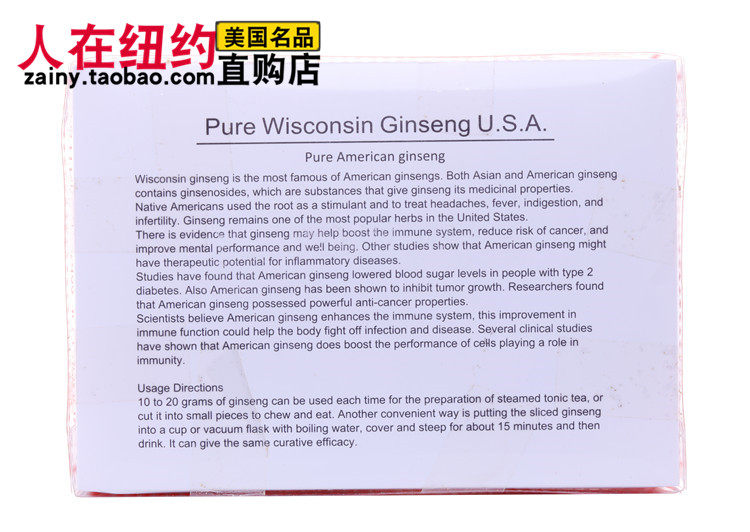 人在纽约
美国名品
直购店
zainy.taobao.com
Pure Wisconsin Ginseng U.S.A.
Pure American ginseng
Wisconsin ginseng is the most famous of American ginsengs. Both Asian and American ginseng
contains ginsenosides, which are substances that give ginseng its medicinal properties.
Native Americans used the root as a stimulant and to treat headaches, fever, indigestion, and
infertility. Ginseng remains one of the most popular herbs in the United States.
There is evidence that ginseng may help boost the immune system, reduce risk of cancer, and
improve mental performance and well being. Other studies show that American ginseng might
have therapeutic potential for inflammatory diseases.
Studies have found that American ginseng lowered blood sugar levels in people with type 2
diabetes. Also American ginseng has been shown to inhibit tumor growth. Researchers found
that American ginseng possessed powerful anti-cancer properties.
Scientists believe American ginseng enhances the immune system, this improvement in
immune function could help the body fight off infection and disease. Several clinical studies
have shown that American ginseng does boost the performance of cells playing a role in
immunity.
Usage Directions
10 to 20 grams of ginseng can be used each time for the preparation of steamed tonic tea, or
cut it into small pieces to chew and eat. Another convenient way is putting the sliced ginseng
into a cup or vacuum flask with boiling water, cover and steep for about 15 minutes and then
drink. It can give the same curative efficacy.